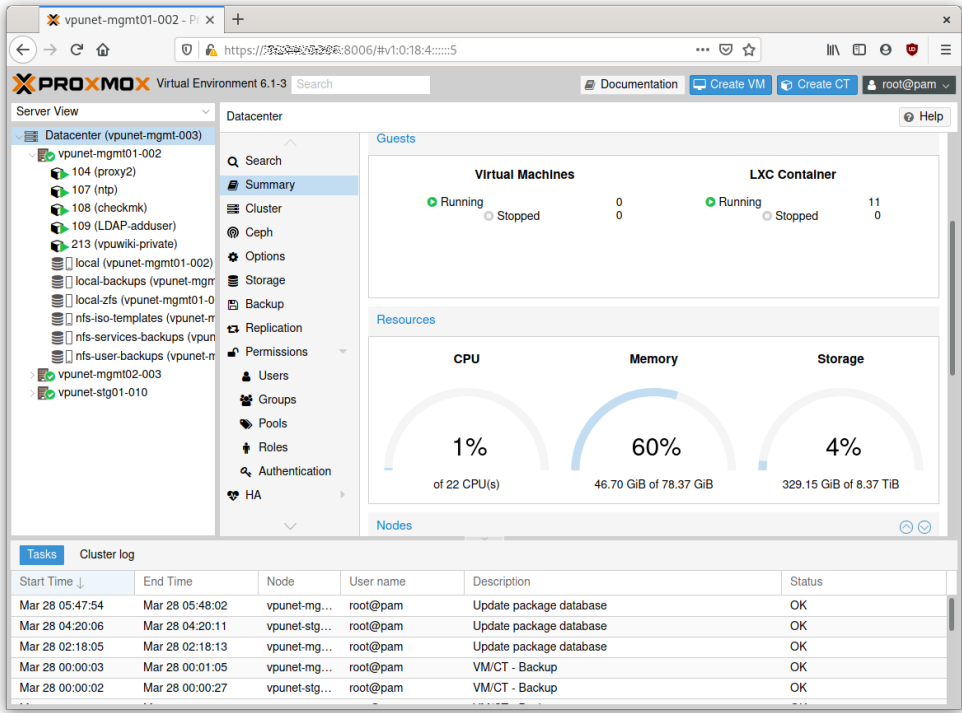 vpunet-mgmt01-002 - P
https://
:8006/#v1:0:18:4::::::5
PROXMOX Virtual Environment 6.1-3 Search Documentation Create VM Create CT root@pam
Server View
Datacenter (vpunet-mgmt-003)
vpunet-mgmt01-002
104 (proxy2)
107 (ntp)
108 (checkmk)
109 (LDAP-adduser)
213 (vpuwiki-private)
local (vpunet-mgmt01-002)
local-backups (vpunet-mgm
local-zfs (vpunet-mgmt01-0
nfs-iso-templates (vpunet-m
nfs-services-backups (vpun
nfs-user-backups (vpunet-m
vpunet-mgmt02-003
vpunet-stg01-010
Datacenter
Help
Search
Summary
Cluster
Ceph
Options
Storage
Backup
Replication
Permissions
Users
Groups
Pools
Roles
Authentication
HA
Guests
Virtual Machines
Running 0
Stopped 0
LXC Container
Running 11
Stopped 0
Resources
CPU
1%
of 22 CPU(s)
Memory
60%
46.70 GiB of 78.37 GiB
Storage
4%
329.15 GiB of 8.37 TiB
Nodes
Tasks Cluster log
Start Time End Time Node User name Description Status
Mar 28 05:47:54 Mar 28 05:48:02 vpunet-mg... root@pam Update package database OK
Mar 28 04:20:06 Mar 28 04:20:11 vpunet-stg... root@pam Update package database OK
Mar 28 02:18:05 Mar 28 02:18:13 vpunet-mg... root@pam Update package database OK
Mar 28 00:00:03 Mar 28 00:01:05 vpunet-mg... root@pam VM/CT - Backup OK
Mar 28 00:00:02 Mar 28 00:00:27 vpunet-stg... root@pam VM/CT - Backup OK